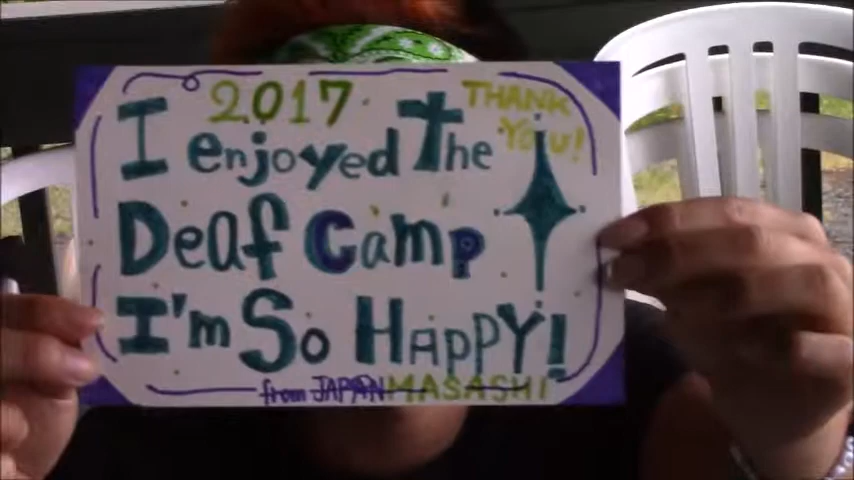 2017
THANK YOU!
I enjoyed the
Deaf Camp
I'm So Happy!
from JAPAN MASASHI